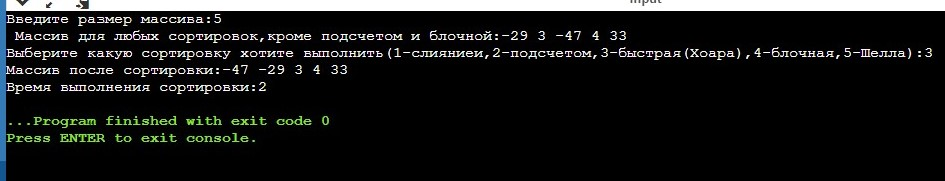 input
Введите размер массива:5
Массив для любых сортировок,кроме подсчетом и блочной:-29 3 -47 4 33
Выберите какую сортировку хотите выполнить(1-слиянией,2-подсчетом,3-быстрая(Хоара),4-блочная,5-Шелла):3
Массив после сортировки:-47 -29 3 4 33
Время выполнения сортировки:2
...Program finished with exit code 0
Press ENTER to exit console.